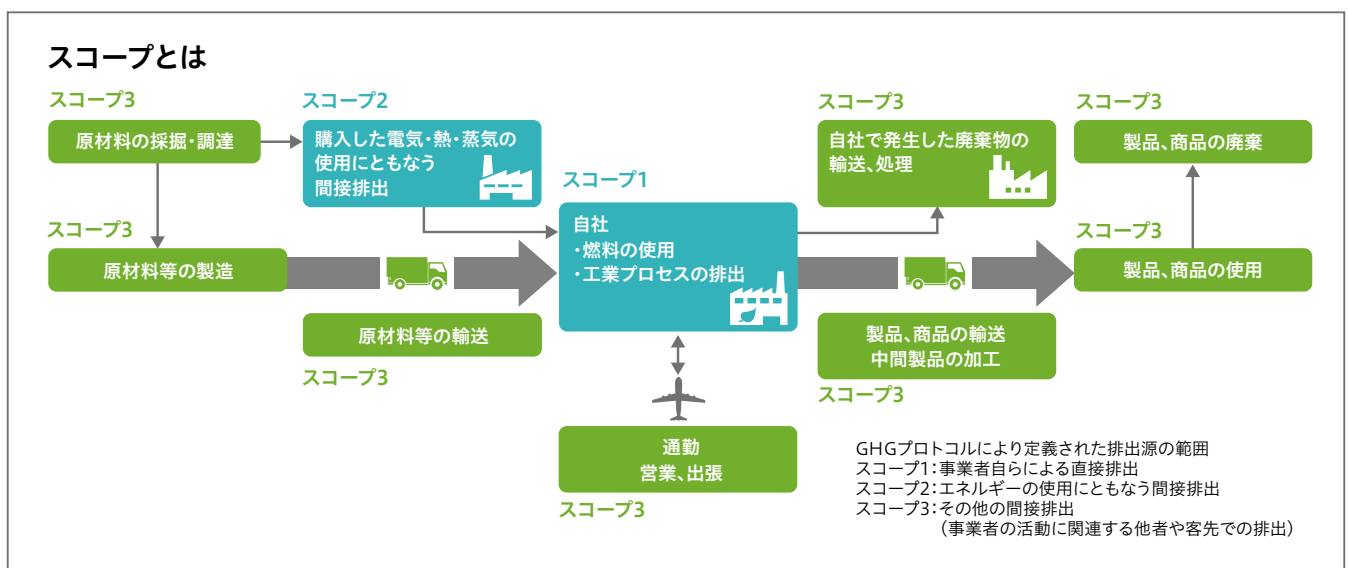 スコープとは
スコープ3
原材料の採掘・調達
スコープ2
購入した電気・熱・蒸気の
使用にともなう
間接排出
スコープ3
原材料等の製造
原材料等の輸送
スコープ3
スコープ1
自社
・燃料の使用
・工業プロセスの排出
通勤
営業、出張
スコープ3
スコープ3
自社で発生した廃棄物の
輸送、処理
製品、商品の輸送
中間製品の加工
スコープ3
スコープ3
製品、商品の廃棄
スコープ3
製品、商品の使用
GHGプロトコルにより定義された排出源の範囲
スコープ1：事業者自らによる直接排出
スコープ2：エネルギーの使用にともなう間接排出
スコープ3：その他の間接排出
（事業者の活動に関連する他者や客先での排出）